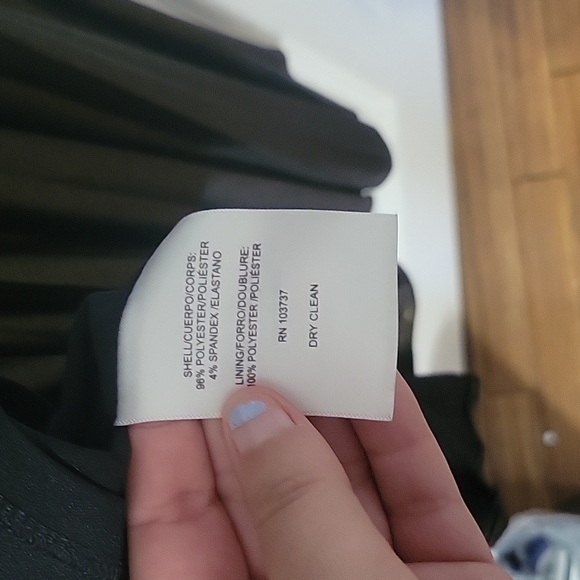 SHELL/CUERPO/CORPS:
96% POLYESTER/POLIÉSTER
4% SPANDEX /ELASTANO
LINING/FORRO/DOUBLURE:
100% POLYESTER /POLIÉSTER
RN 103737
DRY CLEAN